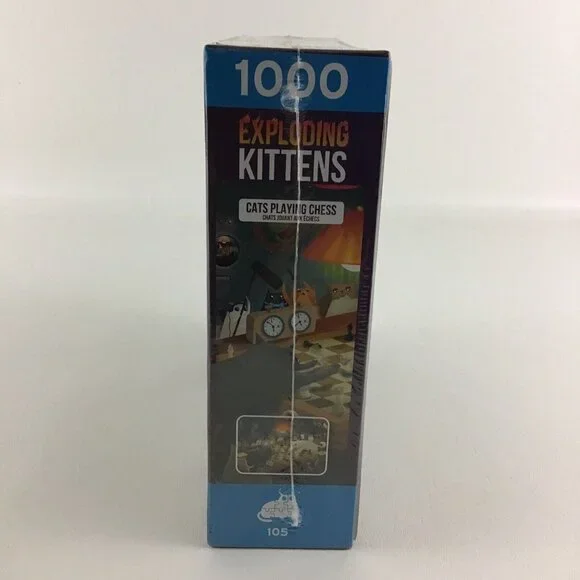 1000
EXPLODING
KITTENS
CATS PLAYING CHESS
CHATS JOUANT AUX ÉCHECS
105